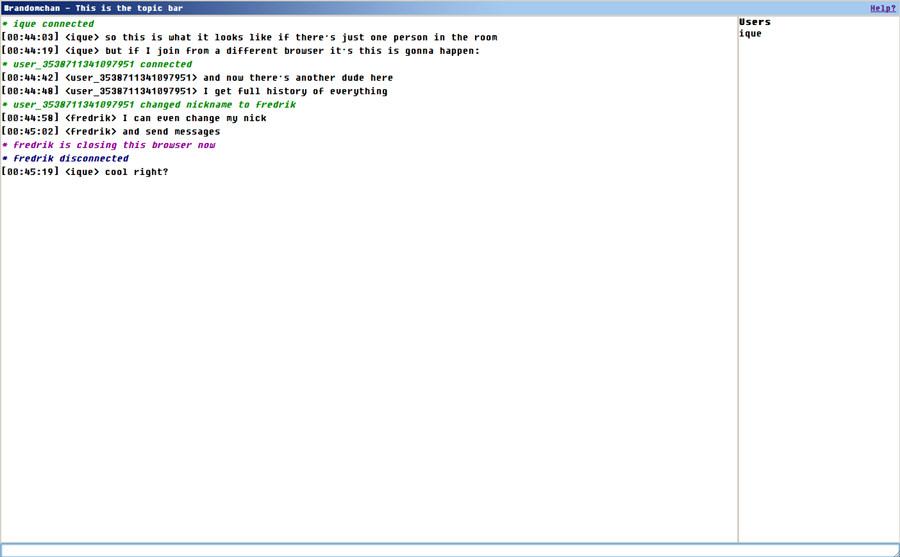 #randomchan - This is the topic bar
Help?
* ique connected
[00:44:03] <ique> so this is what it looks like if there's just one person in the room
[00:44:19] <ique> but if I join from a different browser it's this is gonna happen:
* user_3538711341097951 connected
[00:44:42] <user_3538711341097951> and now there's another dude here
[00:44:48] <user_3538711341097951> I get full history of everything
* user_3538711341097951 changed nickname to fredrik
[00:44:58] <fredrik> I can even change my nick
[00:45:02] <fredrik> and send messages
* fredrik is closing this browser now
* fredrik disconnected
[00:45:19] <ique> cool right?
Users
ique